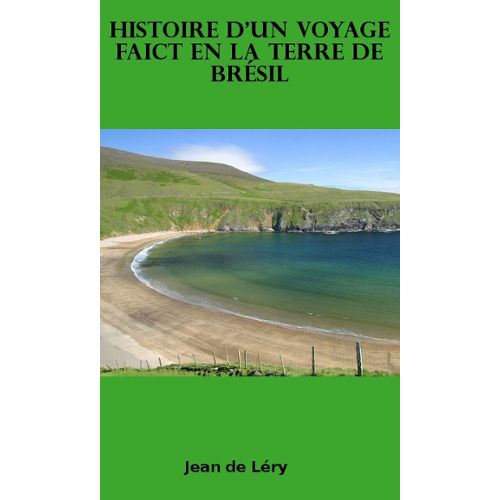 HISTOIRE D'UN VOYAGE
FAICT EN LA TERRE DE
BRÉSIL
Jean de Léry